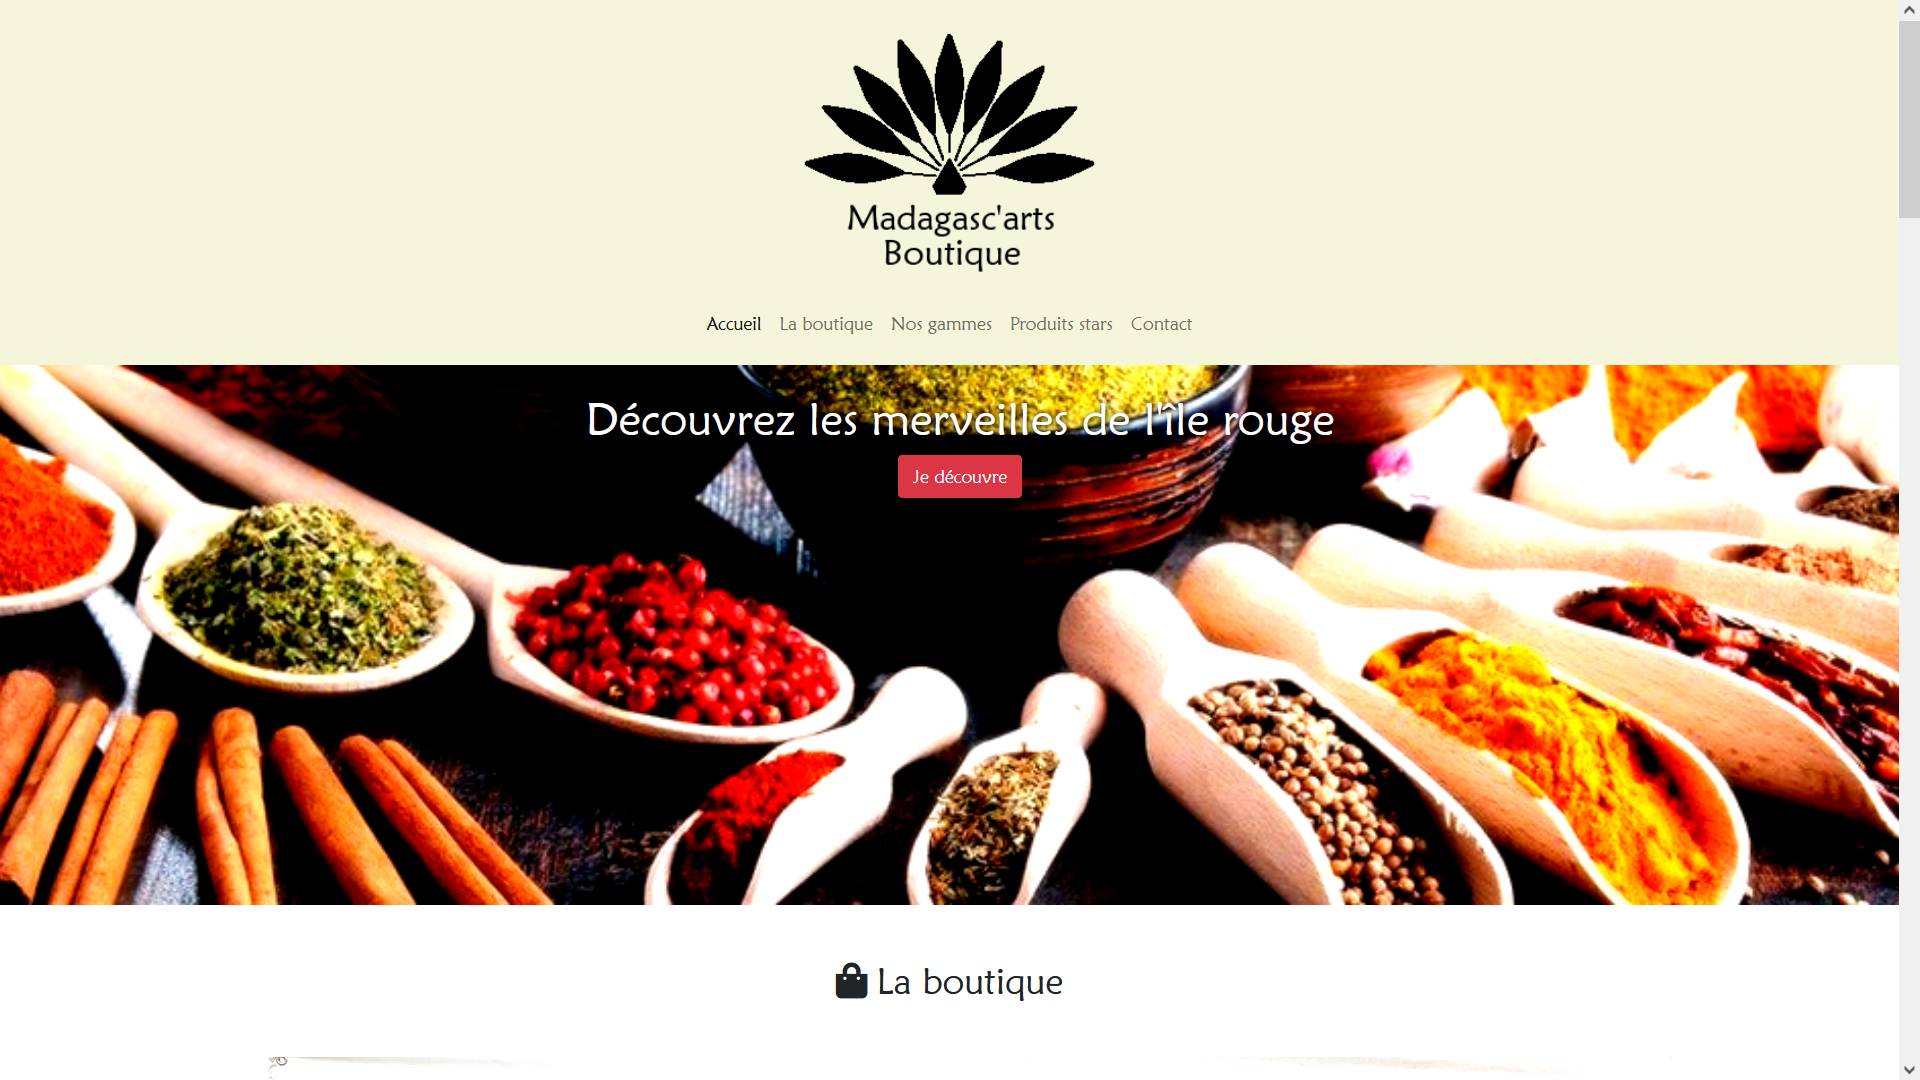 Madagasc'arts
Boutique
Accueil La boutique Nos gammes Produits stars Contact
Découvrez les merveilles de l'île rouge
Je découvre
La boutique